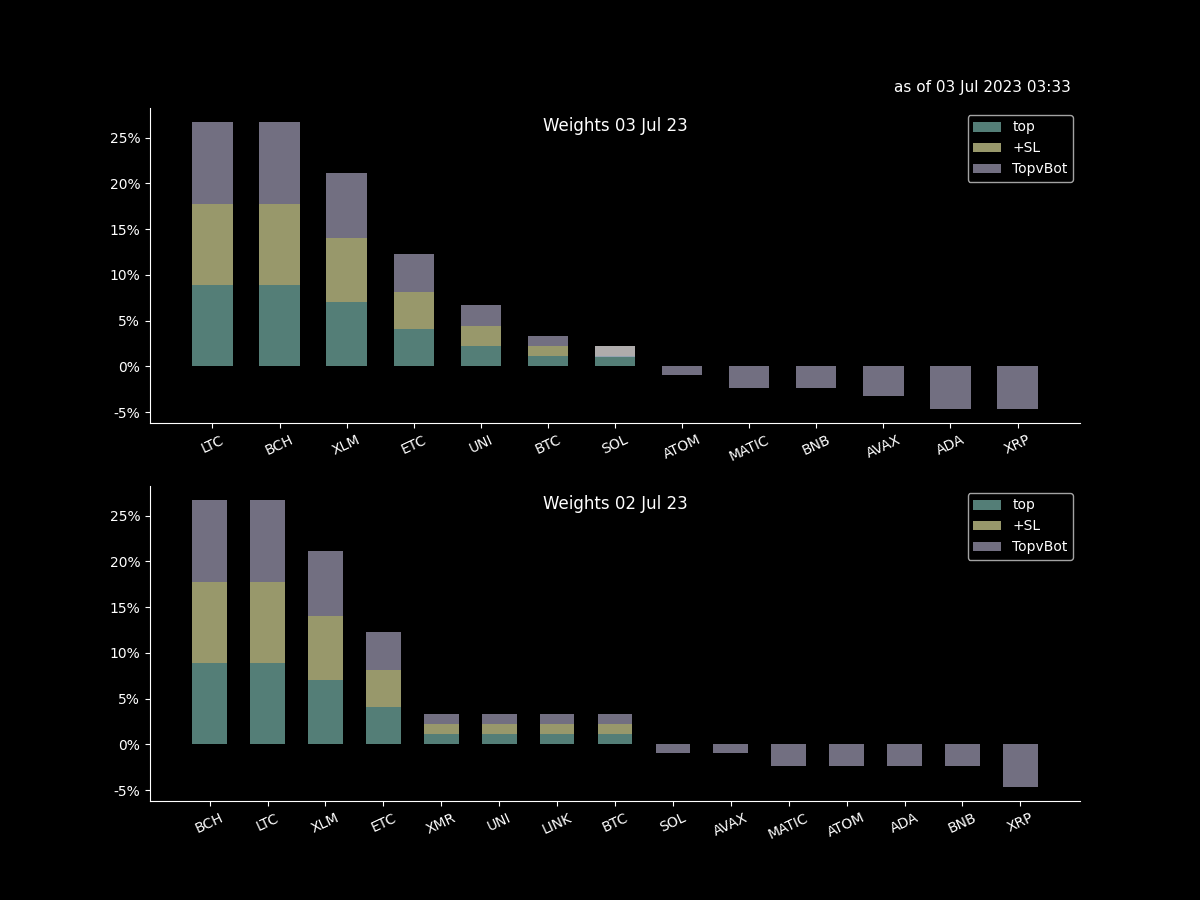 as of 03 Jul 2023 03:33
Weights 03 Jul 23
top
+SL
TopvBot
25%
20%
15%
10%
5%
0%
-5%
LTC BCH XLM ETC UNI BTC SOL ATOM MATIC BNB AVAX ADA XRP
Weights 02 Jul 23
top
+SL
TopvBot
25%
20%
15%
10%
5%
0%
-5%
BCH LTC XLM ETC XMR UNI LINK BTC SOL AVAX MATIC ATOM ADA BNB XRP